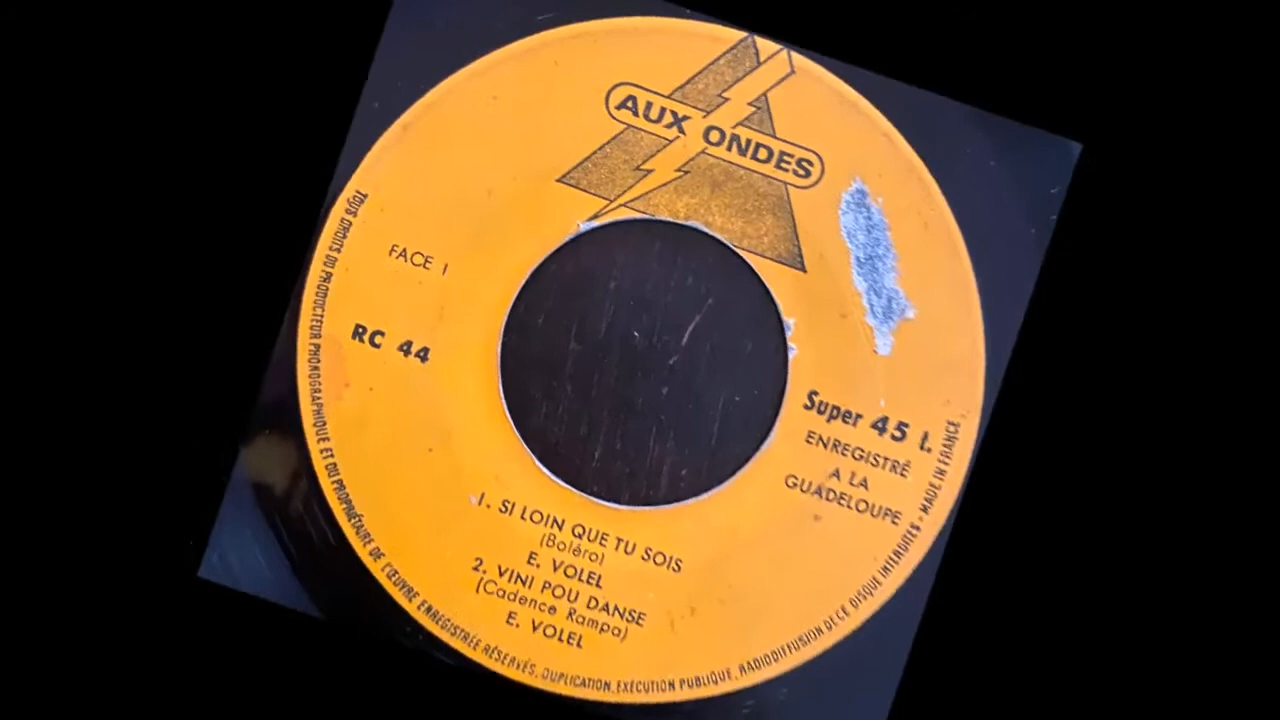 AUX ONDES
FACE 1
RC 44
Super 45 t.
ENREGISTRÉ
A LA
GUADELOUPE
1. SI LOIN QUE TU SOIS
(Boléro)
E. VOLEL
2. VINI POU DANSE
(Cadence Rampa)
E. VOLEL
TOUS DROITS DU PRODUCTEUR PHONOGRAPHIQUE ET DU PROPRIÉTAIRE DE L'ŒUVRE ENREGISTRÉE RÉSERVÉS. DUPLICATION, EXÉCUTION PUBLIQUE, RADIODIFFUSION DE CE DISQUE INTERDITES - MADE IN FRANCE